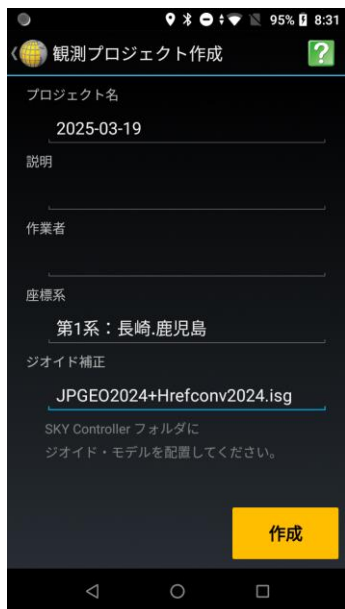 95% 8:31
観測プロジェクト作成
プロジェクト名
2025-03-19
説明
作業者
座標系
第1系：長崎.鹿児島
ジオイド補正
JPGEO2024+Hrefconv2024.isg
SKY Controller フォルダに
ジオイド・モデルを配置してください。
作成